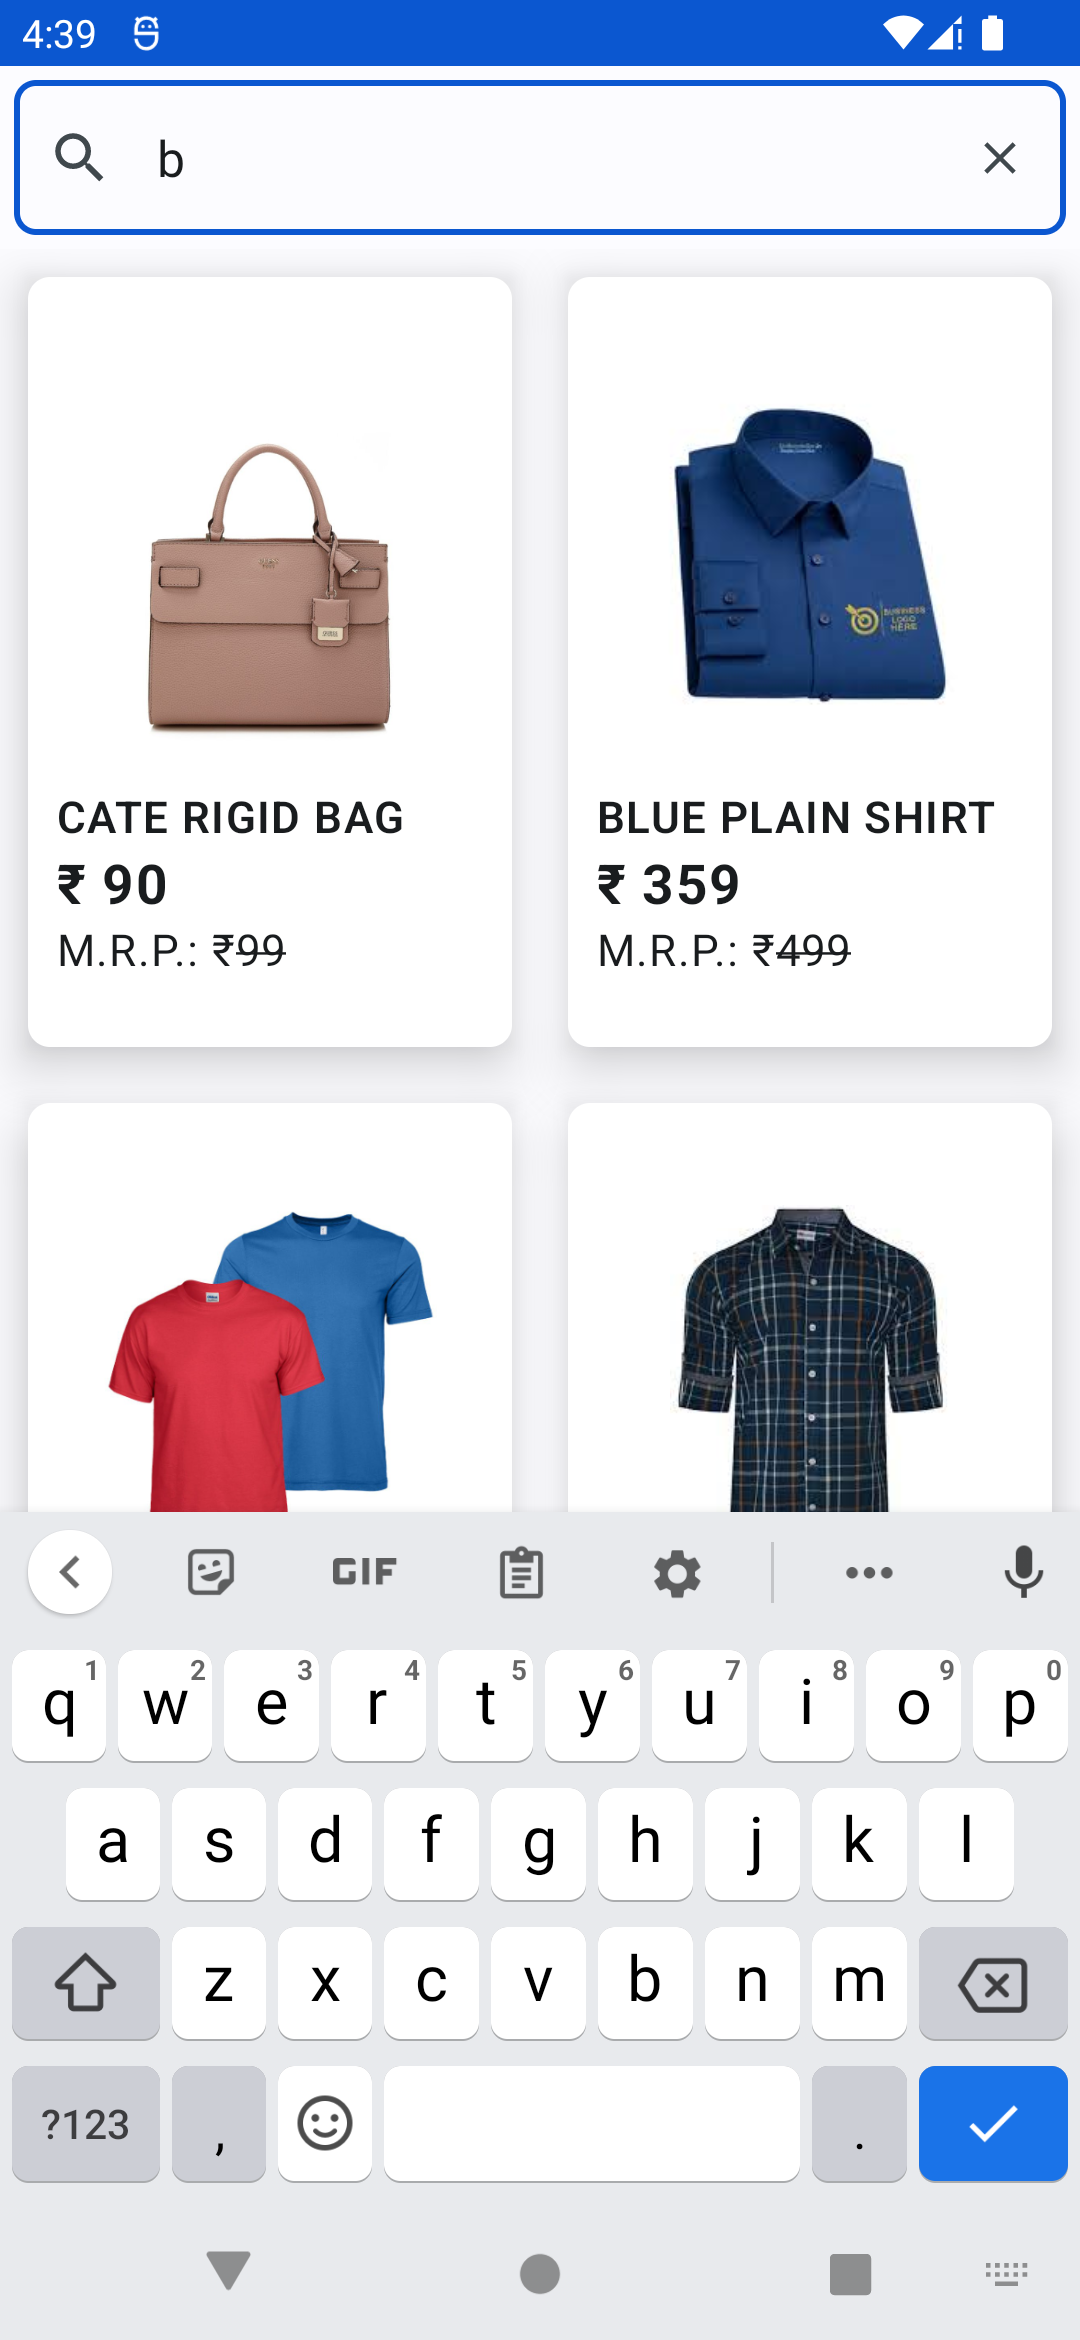 4:39
b
BUSINESS
LOGO
HERE
CATE RIGID BAG
₹ 90
M.R.P.: ₹99
BLUE PLAIN SHIRT
₹ 359
M.R.P.: ₹499
GIF
q1 w2 e3 r4 t5 y6 u7 i8 o9 p0
a s d f g h j k l
z x c v b n m
?123 , .